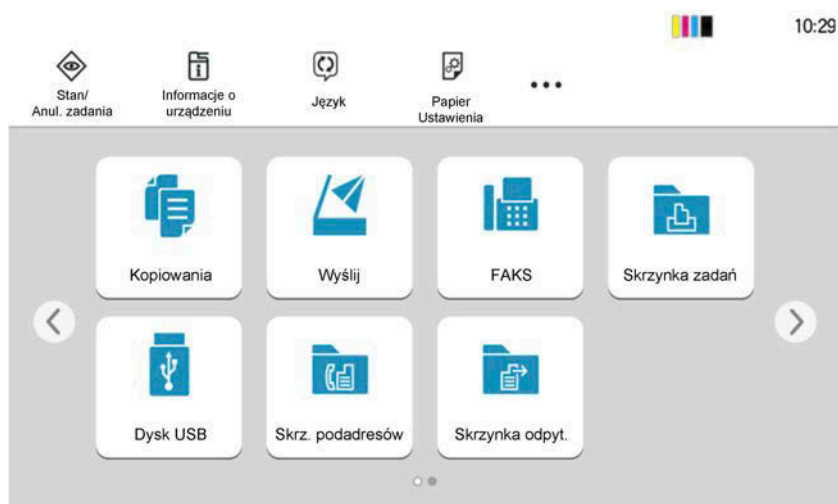 10:29
Stan/
Anul. zadania
Informacje o
urządzeniu
Język
Papier
Ustawienia
Kopiowania
Wyślij
FAKS
Skrzynka zadań
Dysk USB
Skrz. podadresów
Skrzynka odpyt.